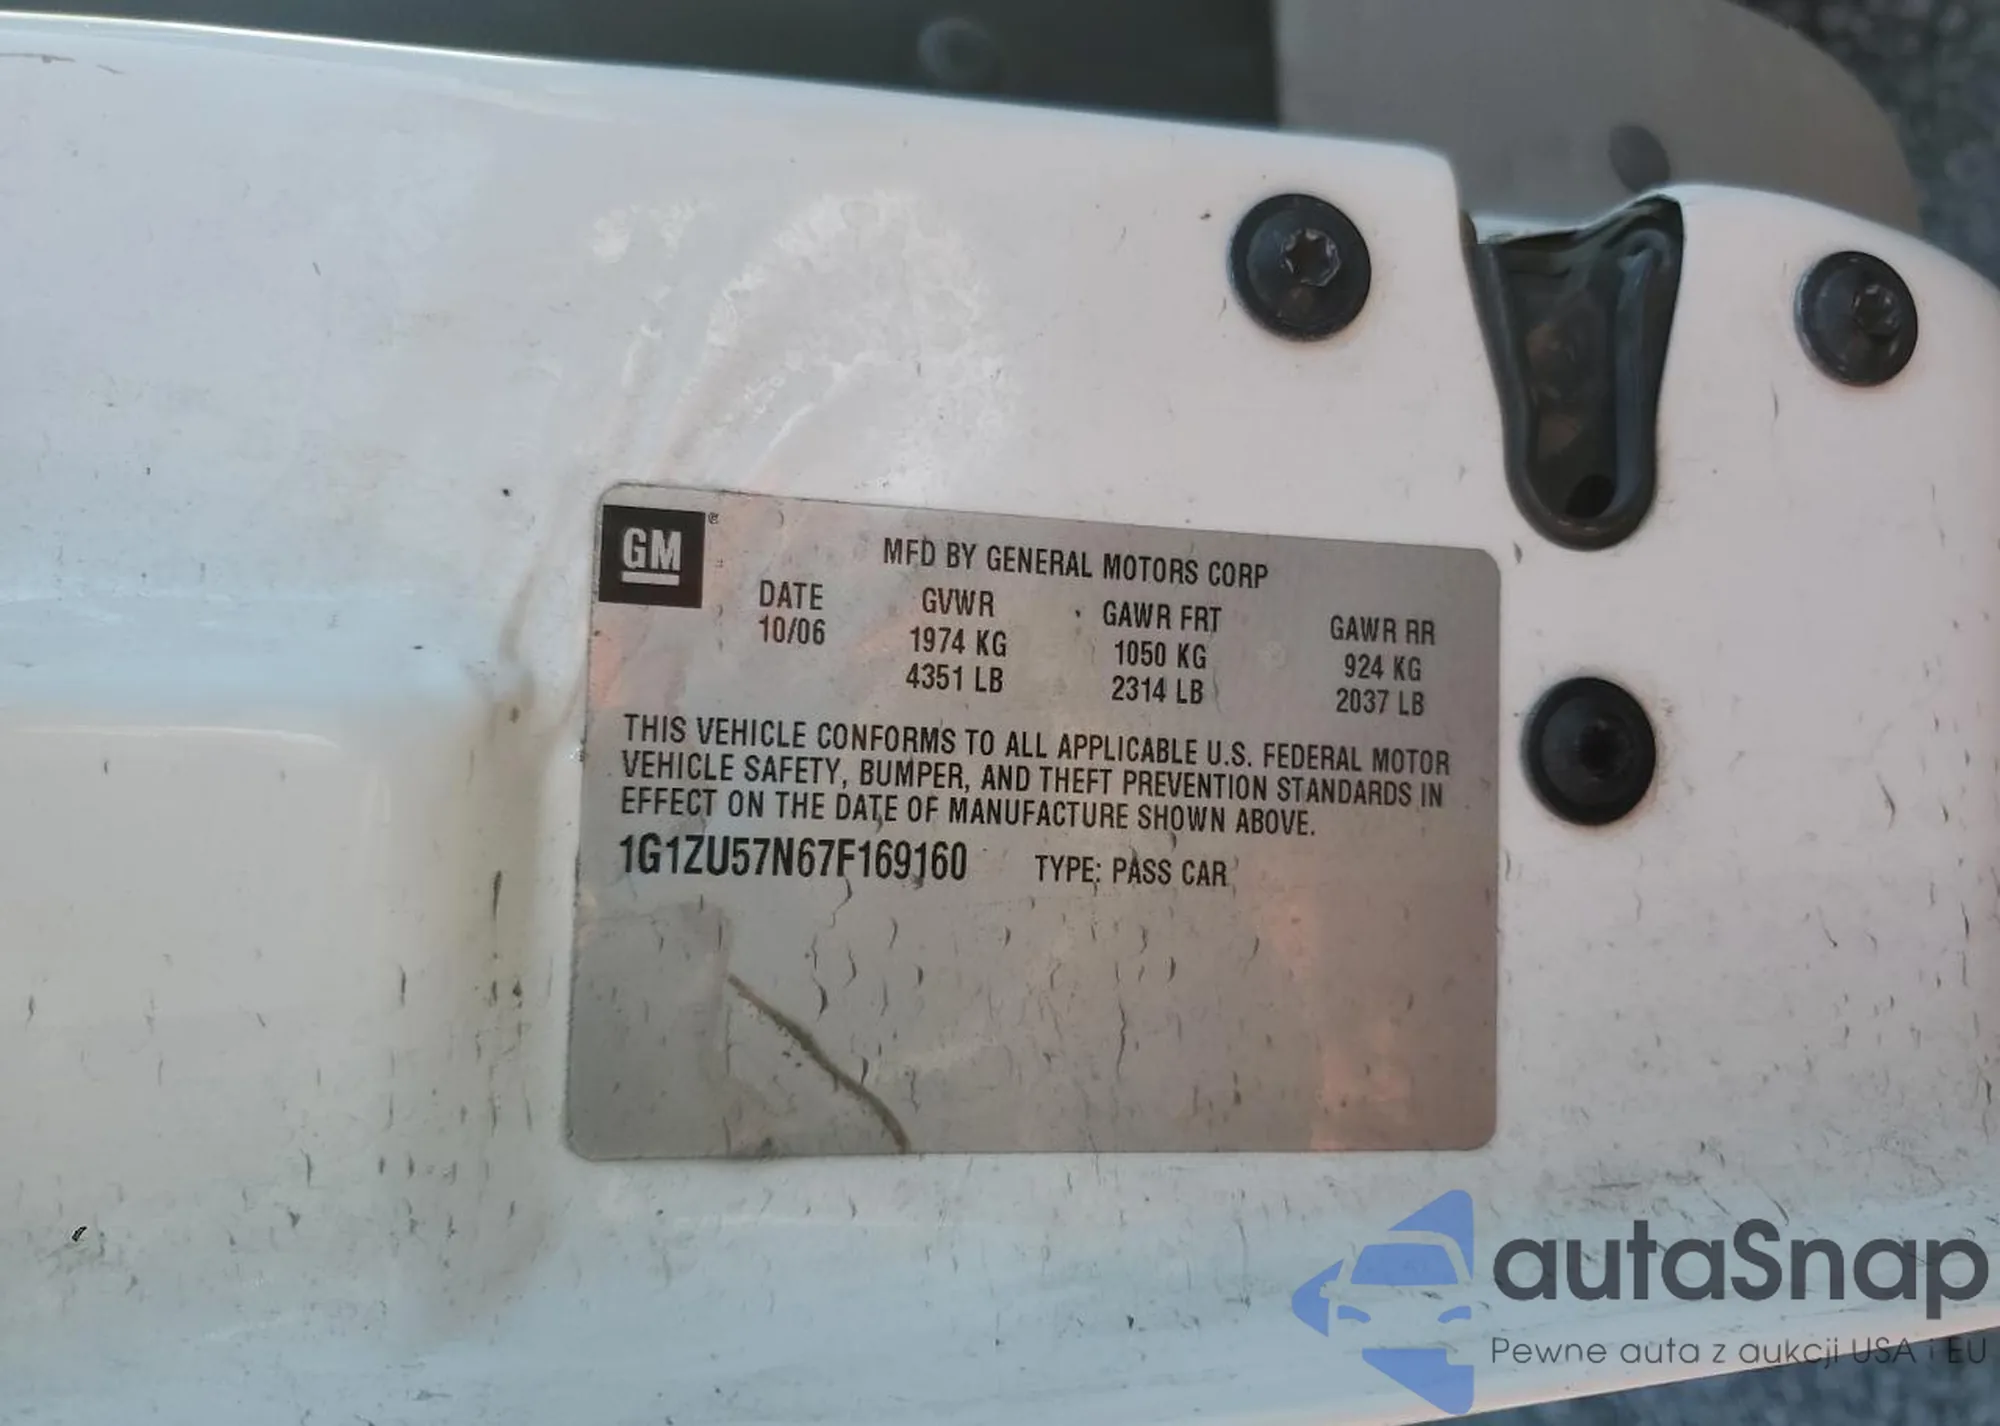 GM®
MFD BY GENERAL MOTORS CORP
DATE GVWR GAWR FRT GAWR RR
10/06 1974 KG 1050 KG 924 KG
4351 LB 2314 LB 2037 LB
THIS VEHICLE CONFORMS TO ALL APPLICABLE U.S. FEDERAL MOTOR
VEHICLE SAFETY, BUMPER, AND THEFT PREVENTION STANDARDS IN
EFFECT ON THE DATE OF MANUFACTURE SHOWN ABOVE.
1G1ZU57N67F169160 TYPE: PASS CAR
autaSnap
Pewne auta z aukcji USA i EU